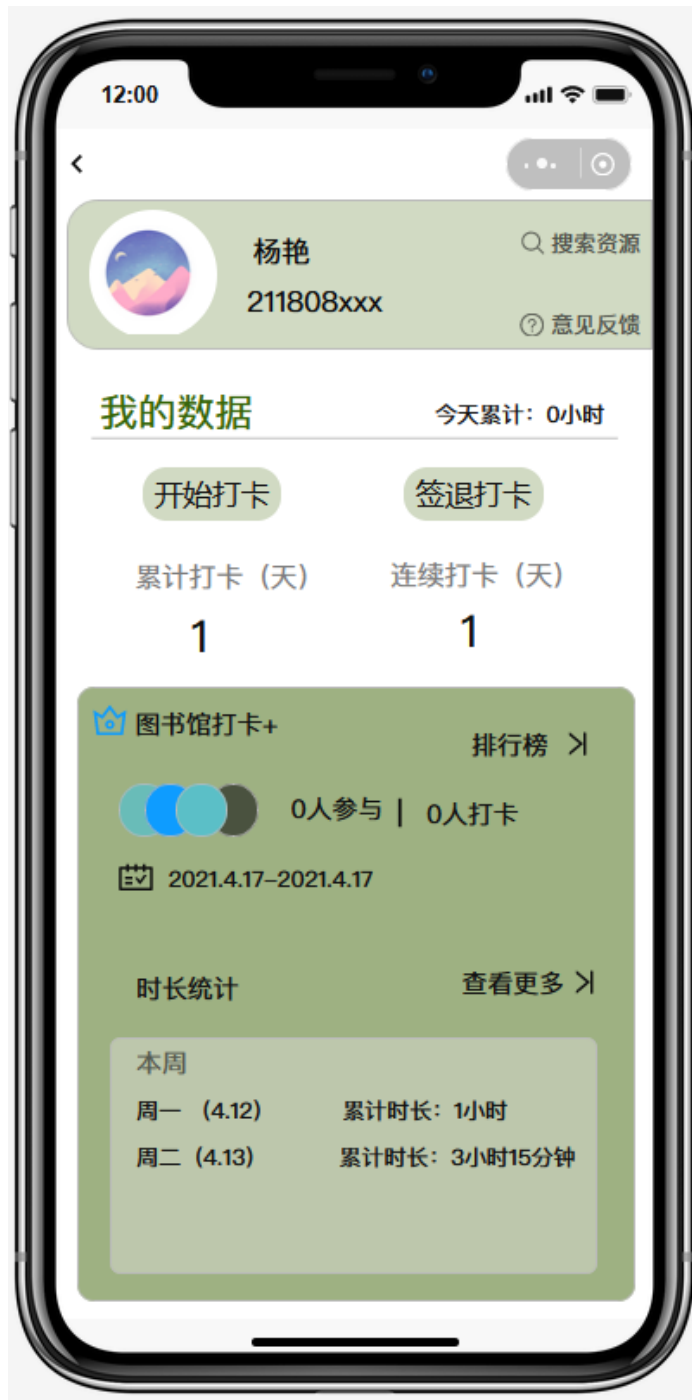 12:00
杨艳
搜索资源
211808xxx
意见反馈
我的数据
今天累计：0小时
开始打卡
签退打卡
累计打卡（天）
连续打卡（天）
1
1
图书馆打卡+
排行榜
0人参与 | 0人打卡
2021.4.17–2021.4.17
时长统计
查看更多
本周
周一 （4.12） 累计时长：1小时
周二（4.13） 累计时长：3小时15分钟